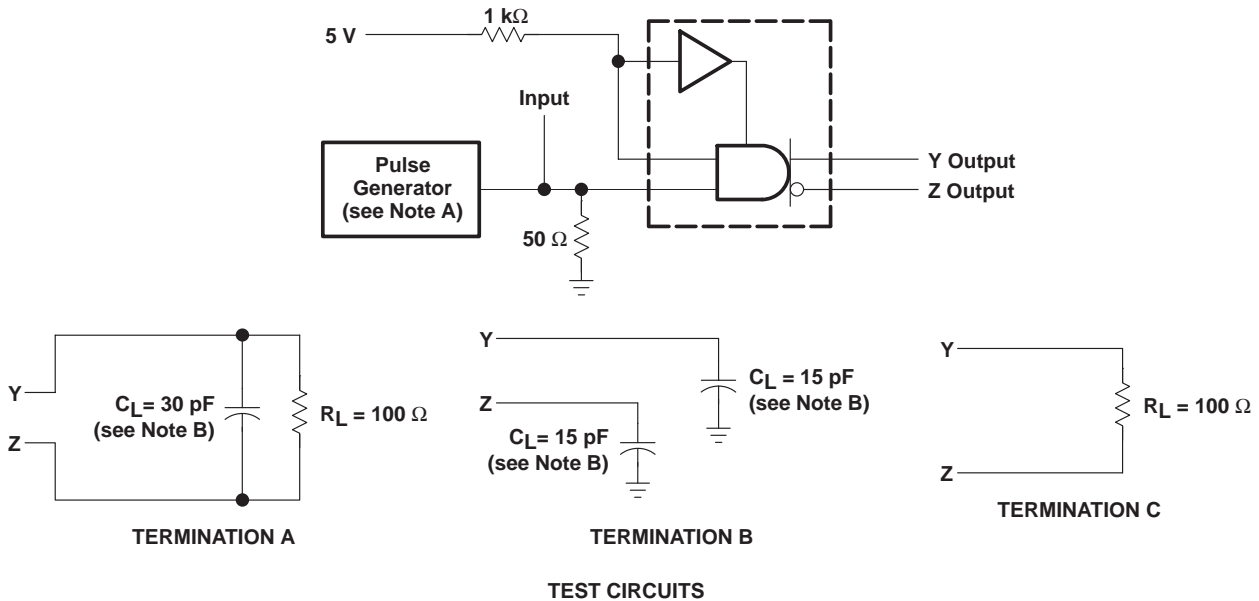 1 kΩ
5 V
Input
Pulse
Generator
(see Note A)
Y Output
Z Output
50 Ω
Y
Z
CL= 30 pF
(see Note B)
RL = 100 Ω
TERMINATION A
Y
Z
CL = 15 pF
(see Note B)
CL= 15 pF
(see Note B)
TERMINATION B
Y
Z
RL = 100 Ω
TERMINATION C
TEST CIRCUITS